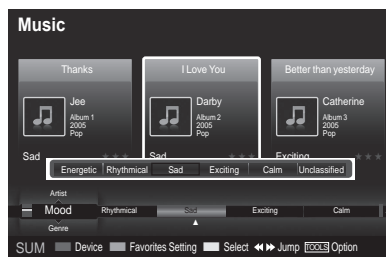 Music
Thanks
I Love You
Better than yesterday
Jee
Album 1
2005
Pop
Darby
Album 2
2005
Pop
Catherine
Album 3
2005
Pop
Sad
Sad
Exciting
Energetic Rhythmical Sad Exciting Calm Unclassified
Artist
Mood Rhythmical Sad Exciting Calm
Genre
SUM Device Favorites Setting Select Jump TOOLS Option